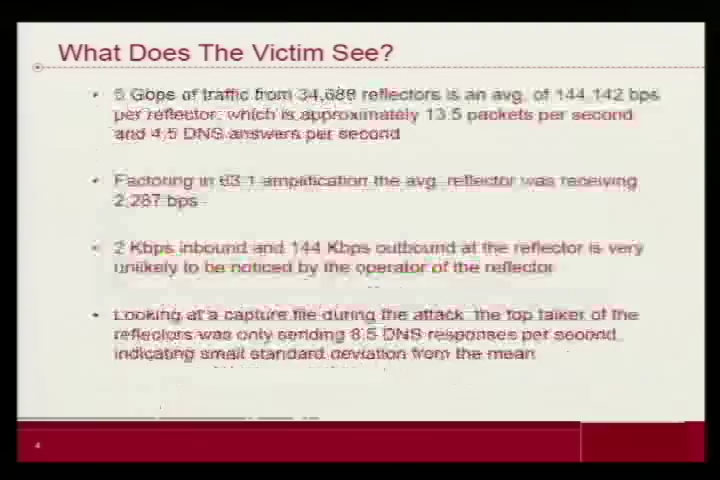 What Does The Victim See?
• 5 Gbps of traffic from 34,688 reflectors is an avg. of 144,142 bps
per reflector, which is approximately 13.5 packets per second
and 4.5 DNS answers per second
• Factoring in 63:1 amplification the avg. reflector was receiving
2,287 bps
• 2 Kbps inbound and 144 Kbps outbound at the reflector is very
unlikely to be noticed by the operator of the reflector
• Looking at a capture file during the attack, the top talker of the
reflectors was only sending 8.5 DNS responses per second,
indicating small standard deviation from the mean
4